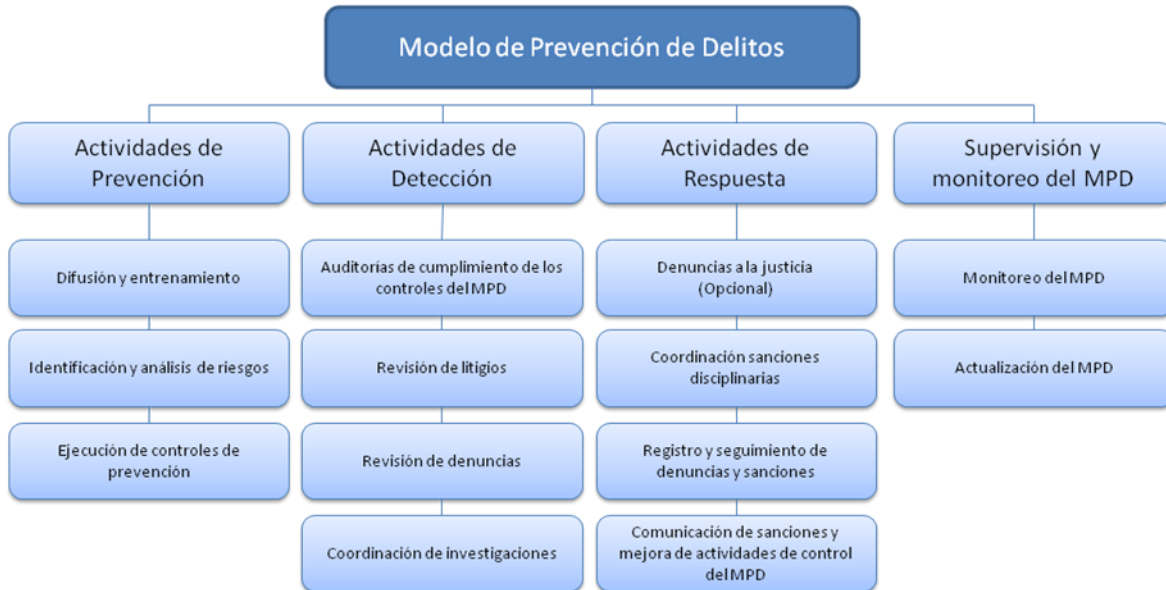 Modelo de Prevención de Delitos
Actividades de
Prevención
Difusión y entrenamiento
Identificación y análisis de riesgos
Ejecución de controles de
prevención
Actividades de
Detección
Auditorías de cumplimiento de los
controles del MPD
Revisión de litigios
Revisión de denuncias
Coordinación de investigaciones
Actividades de
Respuesta
Denuncias a la justicia
(Opcional)
Coordinación sanciones
disciplinarias
Registro y seguimiento de
denuncias y sanciones
Comunicación de sanciones y
mejora de actividades de control
del MPD
Supervisión y
monitoreo del MPD
Monitoreo del MPD
Actualización del MPD